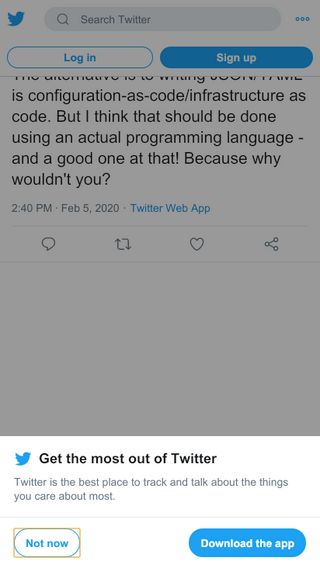 Search Twitter
Log in
Sign up
The alternative is to writing JSON/YAML
is configuration-as-code/infrastructure as
code. But I think that should be done
using an actual programming language -
and a good one at that! Because why
wouldn't you?
2:40 PM · Feb 5, 2020 · Twitter Web App
Get the most out of Twitter
Twitter is the best place to track and talk about the things
you care about most.
Not now
Download the app